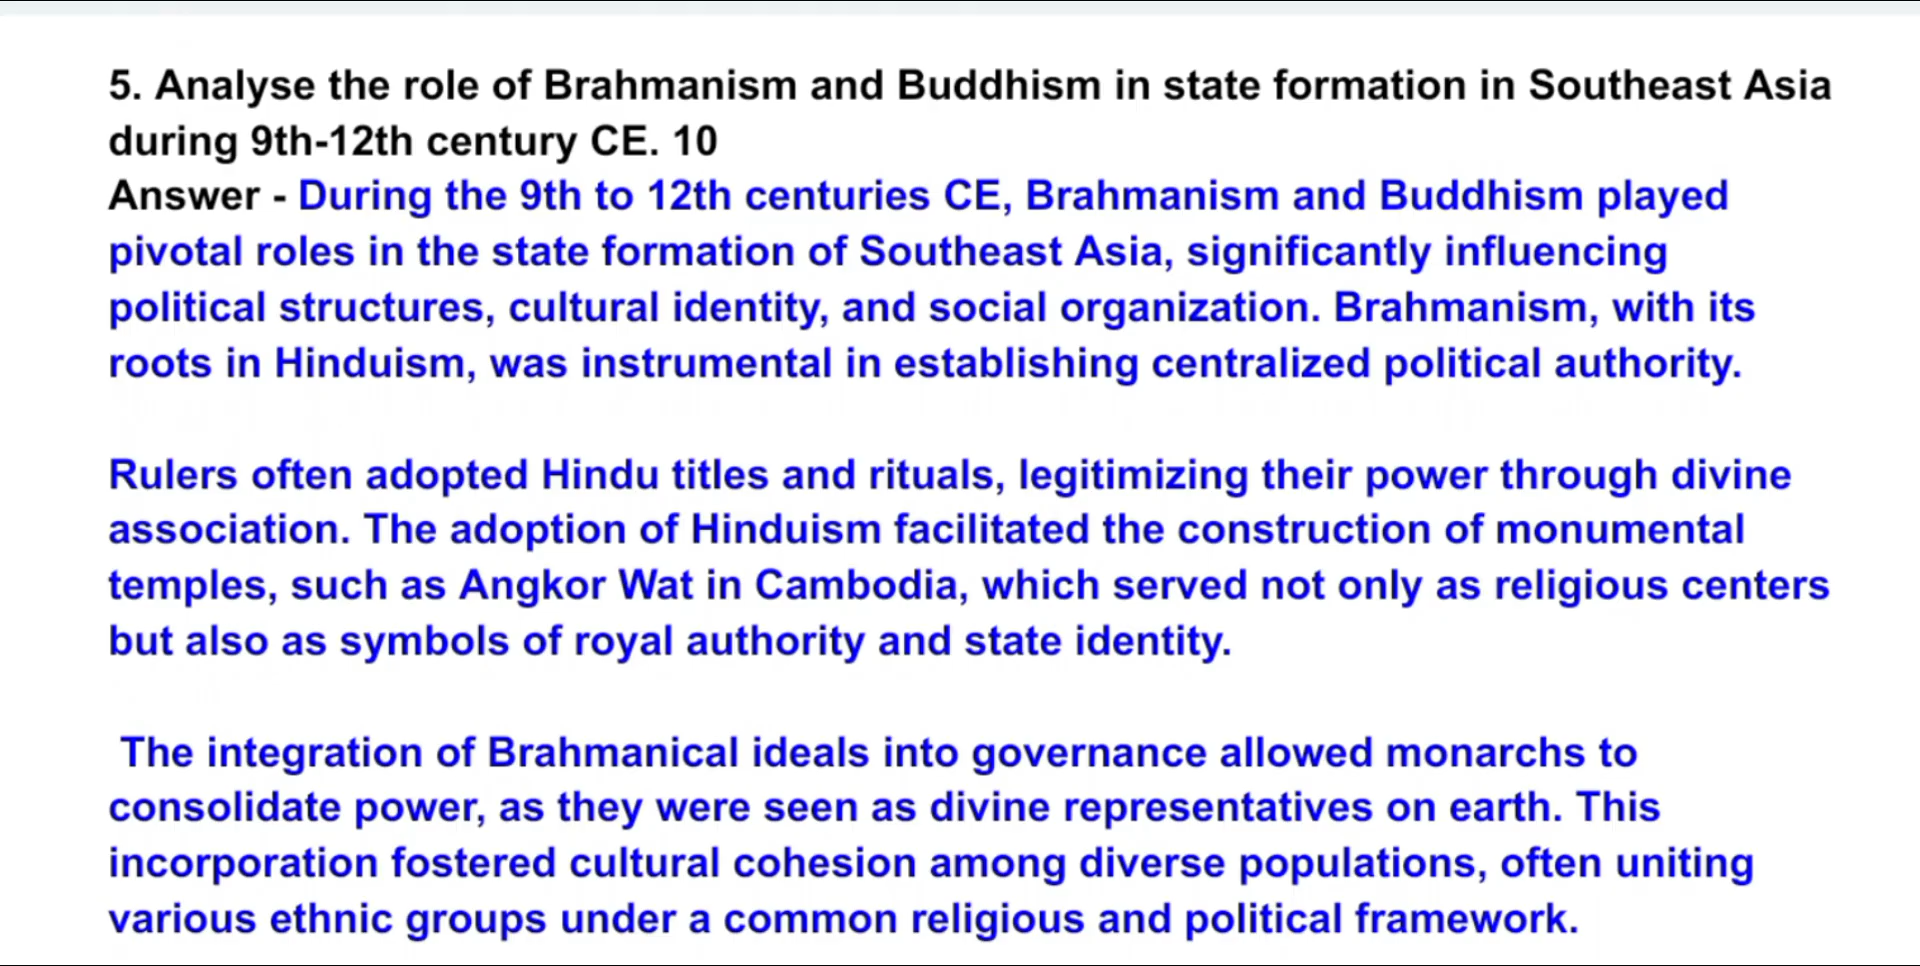 5. Analyse the role of Brahmanism and Buddhism in state formation in Southeast Asia
during 9th-12th century CE. 10
Answer - During the 9th to 12th centuries CE, Brahmanism and Buddhism played
pivotal roles in the state formation of Southeast Asia, significantly influencing
political structures, cultural identity, and social organization. Brahmanism, with its
roots in Hinduism, was instrumental in establishing centralized political authority.
Rulers often adopted Hindu titles and rituals, legitimizing their power through divine
association. The adoption of Hinduism facilitated the construction of monumental
temples, such as Angkor Wat in Cambodia, which served not only as religious centers
but also as symbols of royal authority and state identity.
The integration of Brahmanical ideals into governance allowed monarchs to
consolidate power, as they were seen as divine representatives on earth. This
incorporation fostered cultural cohesion among diverse populations, often uniting
various ethnic groups under a common religious and political framework.